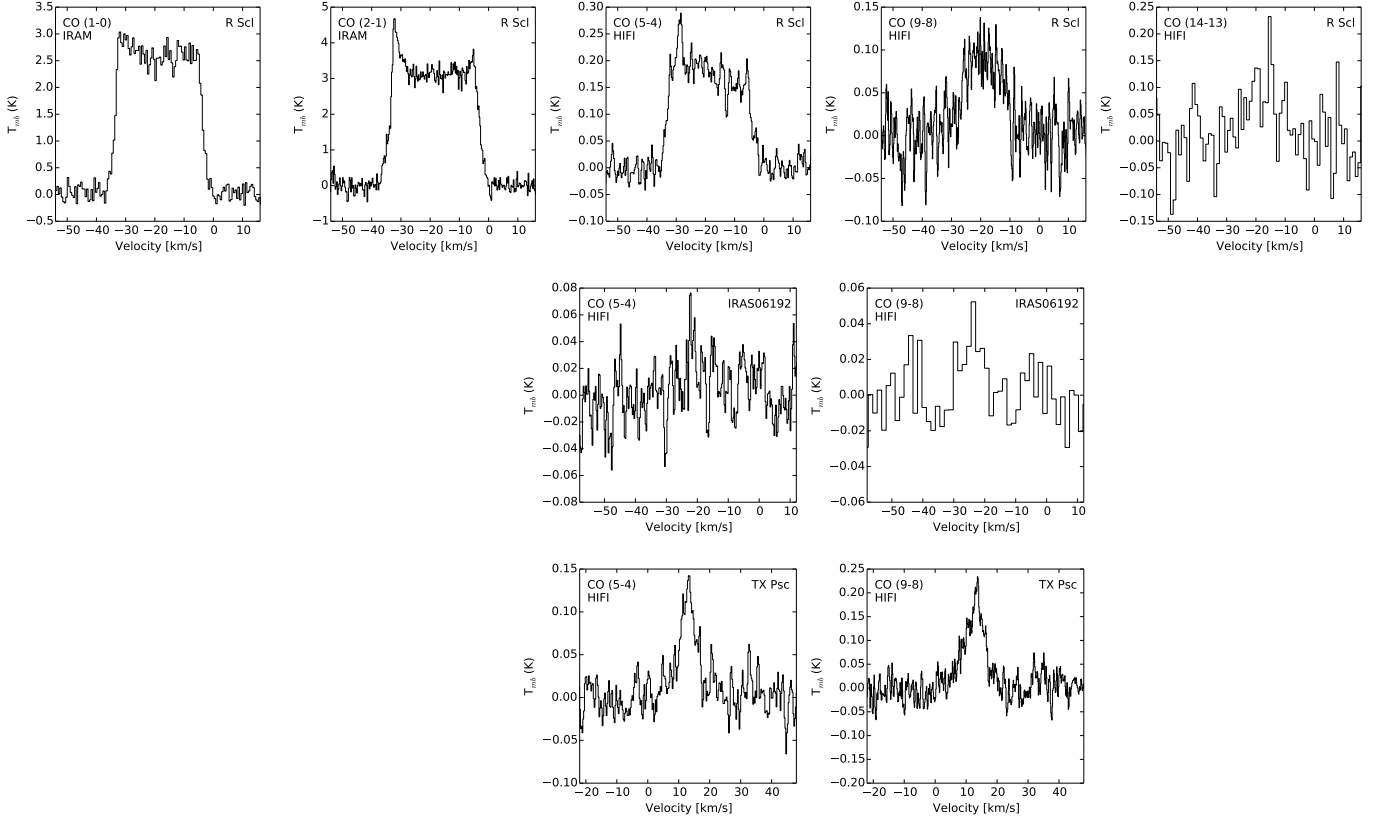 CO (1-0) R Scl
IRAM
3.5
3.0
2.5
2.0
1.5
1.0
0.5
0.0
−0.5
T_mb (K)
−50 −40 −30 −20 −10 0 10
Velocity [km/s]
CO (2-1) R Scl
IRAM
5
4
3
2
1
0
−1
T_mb (K)
−50 −40 −30 −20 −10 0 10
Velocity [km/s]
CO (5-4) R Scl
HIFI
0.30
0.25
0.20
0.15
0.10
0.05
0.00
−0.05
−0.10
T_mb (K)
−50 −40 −30 −20 −10 0 10
Velocity [km/s]
CO (9-8) R Scl
HIFI
0.15
0.10
0.05
0.00
−0.05
−0.10
T_mb (K)
−50 −40 −30 −20 −10 0 10
Velocity [km/s]
CO (14-13) R Scl
HIFI
0.25
0.20
0.15
0.10
0.05
0.00
−0.05
−0.10
−0.15
T_mb (K)
−50 −40 −30 −20 −10 0 10
Velocity [km/s]
CO (5-4) IRAS06192
HIFI
0.08
0.06
0.04
0.02
0.00
−0.02
−0.04
−0.06
−0.08
T_mb (K)
−50 −40 −30 −20 −10 0 10
Velocity [km/s]
CO (9-8) IRAS06192
HIFI
0.06
0.04
0.02
0.00
−0.02
−0.04
−0.06
T_mb (K)
−50 −40 −30 −20 −10 0 10
Velocity [km/s]
CO (5-4) TX Psc
HIFI
0.15
0.10
0.05
0.00
−0.05
−0.10
T_mb (K)
−20 −10 0 10 20 30 40
Velocity [km/s]
CO (9-8) TX Psc
HIFI
0.25
0.20
0.15
0.10
0.05
0.00
−0.05
−0.10
−0.15
−0.20
T_mb (K)
−20 −10 0 10 20 30 40
Velocity [km/s]